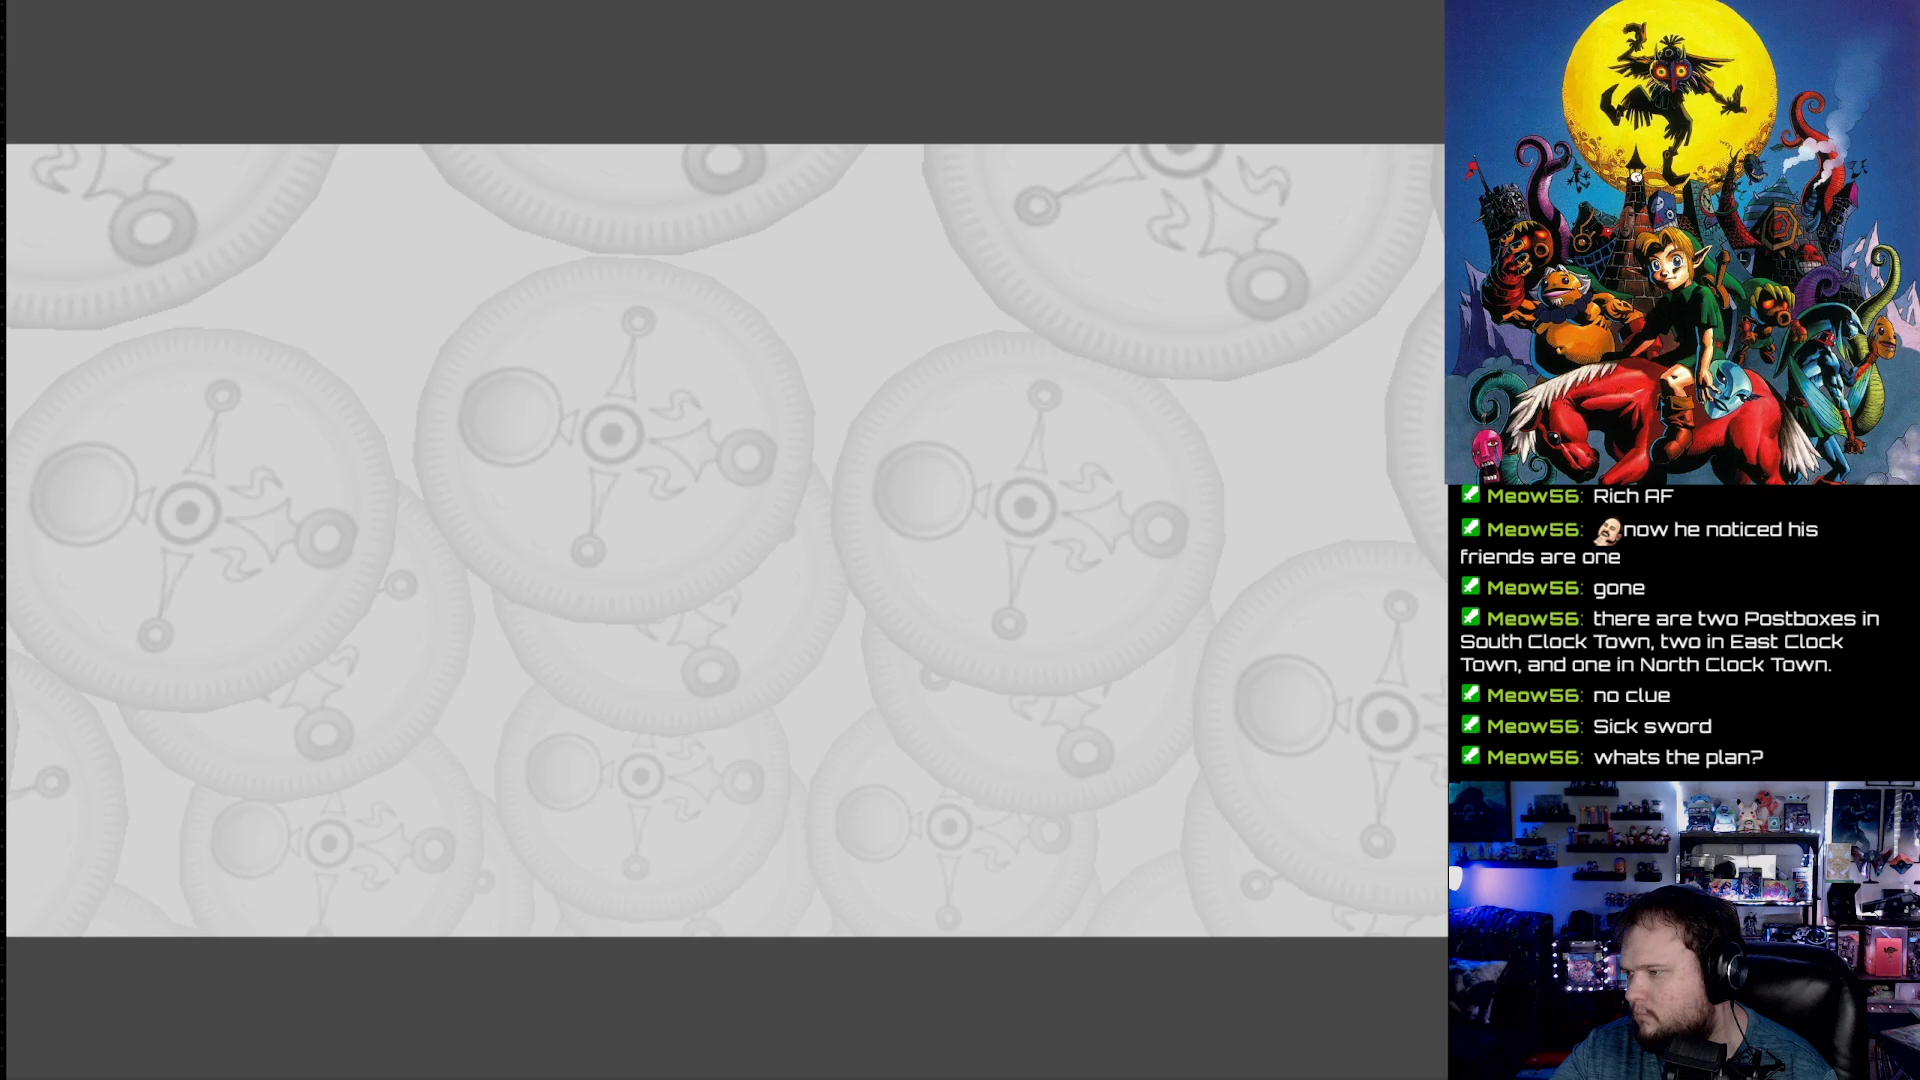 Meow56: Rich AF
Meow56: now he noticed his
friends are one
Meow56: gone
Meow56: there are two Postboxes in
South Clock Town, two in East Clock
Town, and one in North Clock Town.
Meow56: no clue
Meow56: Sick sword
Meow56: whats the plan?